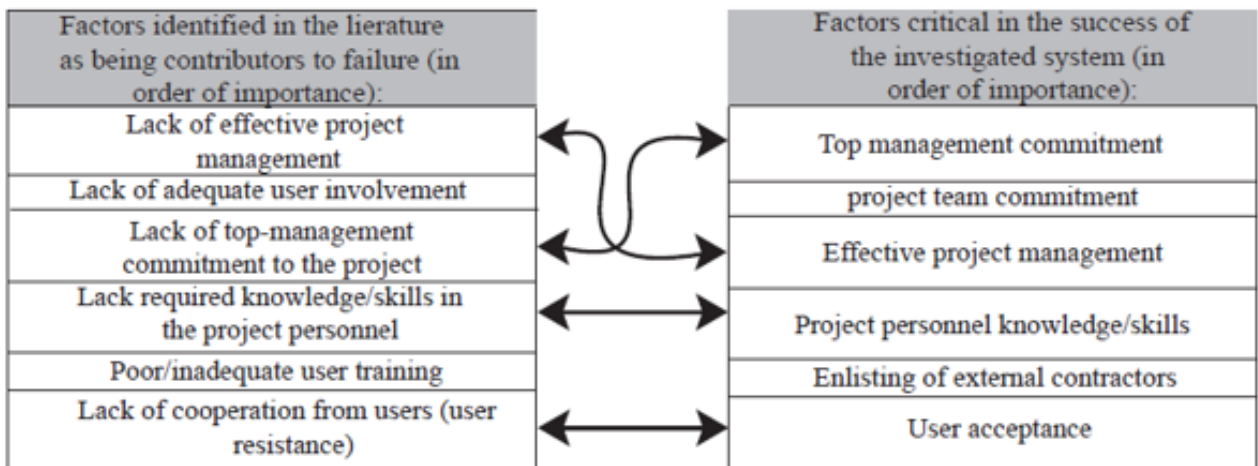 Factors identified in the lierature
as being contributors to failure (in
order of importance):
Lack of effective project
management
Lack of adequate user involvement
Lack of top-management
commitment to the project
Lack required knowledge/skills in
the project personnel
Poor/inadequate user training
Lack of cooperation from users (user
resistance)
Factors critical in the success of
the investigated system (in
order of importance):
Top management commitment
project team commitment
Effective project management
Project personnel knowledge/skills
Enlisting of external contractors
User acceptance